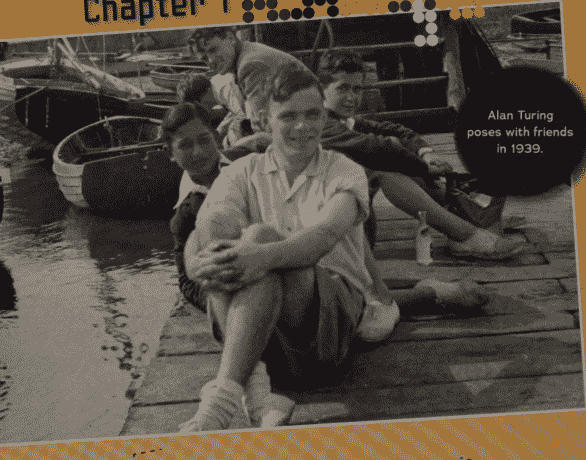 Chapter 1
Alan Turing
poses with friends
in 1939.